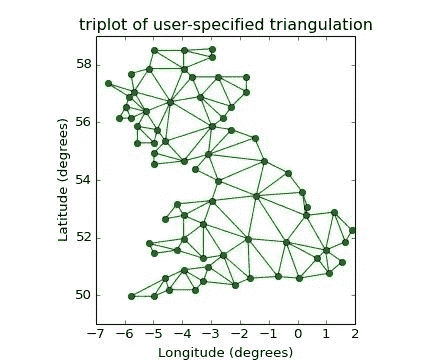 triplot of user-specified triangulation
58
56
54
52
50
Latitude (degrees)
−7 −6 −5 −4 −3 −2 −1 0 1 2
Longitude (degrees)